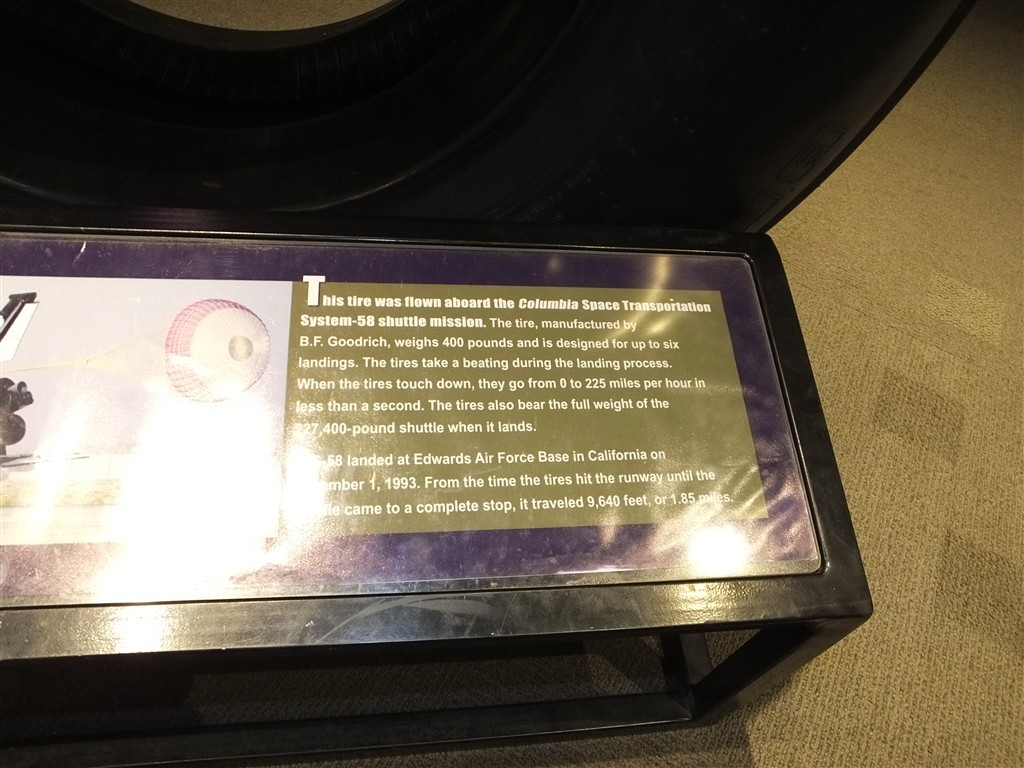 This tire was flown aboard the Columbia Space Transportation
System-58 shuttle mission. The tire, manufactured by
B.F. Goodrich, weighs 400 pounds and is designed for up to six
landings. The tires take a beating during the landing process.
When the tires touch down, they go from 0 to 225 miles per hour in
less than a second. The tires also bear the full weight of the
227,400-pound shuttle when it lands.
58 landed at Edwards Air Force Base in California on
1, 1993. From the time the tires hit the runway until the
came to a complete stop, it traveled 9,640 feet, or 1.85 miles.